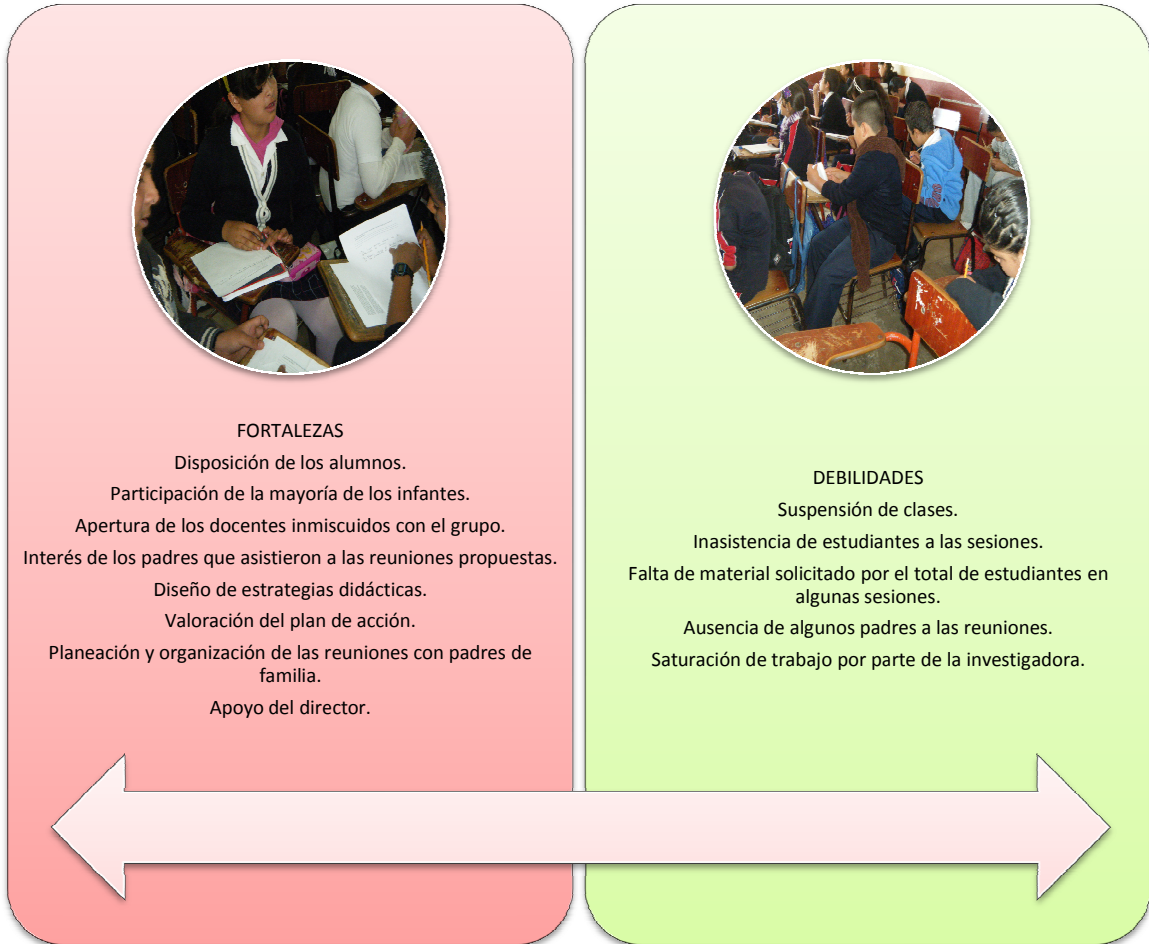 FORTALEZAS
Disposición de los alumnos.
Participación de la mayoría de los infantes.
Apertura de los docentes inmiscuidos con el grupo.
Interés de los padres que asistieron a las reuniones propuestas.
Diseño de estrategias didácticas.
Valoración del plan de acción.
Planeación y organización de las reuniones con padres de
familia.
Apoyo del director.
DEBILIDADES
Suspensión de clases.
Inasistencia de estudiantes a las sesiones.
Falta de material solicitado por el total de estudiantes en
algunas sesiones.
Ausencia de algunos padres a las reuniones.
Saturación de trabajo por parte de la investigadora.